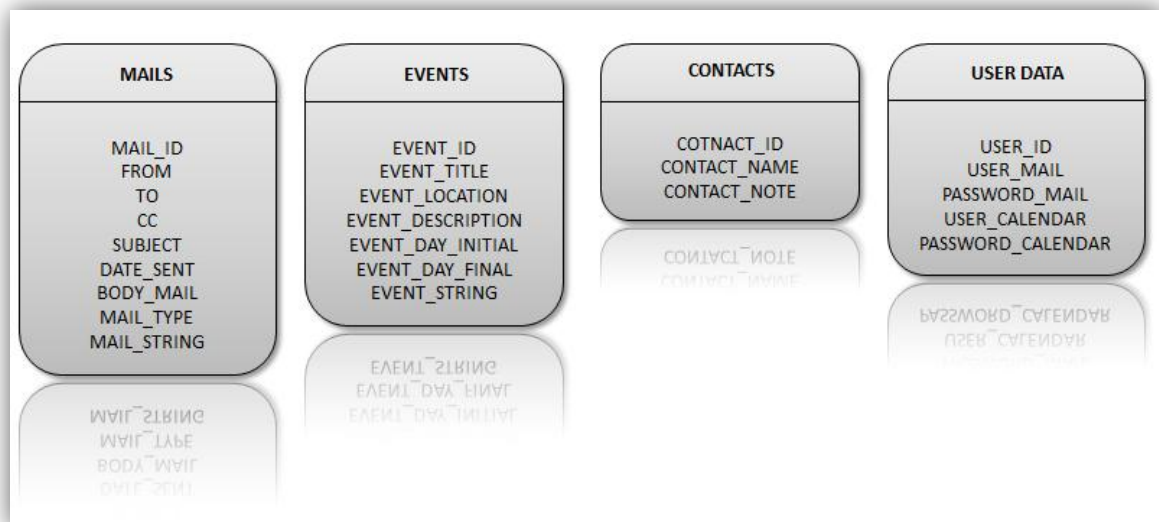 MAILS
MAIL_ID
FROM
TO
CC
SUBJECT
DATE_SENT
BODY_MAIL
MAIL_TYPE
MAIL_STRING
EVENTS
EVENT_ID
EVENT_TITLE
EVENT_LOCATION
EVENT_DESCRIPTION
EVENT_DAY_INITIAL
EVENT_DAY_FINAL
EVENT_STRING
CONTACTS
COTNACT_ID
CONTACT_NAME
CONTACT_NOTE
USER DATA
USER_ID
USER_MAIL
PASSWORD_MAIL
USER_CALENDAR
PASSWORD_CALENDAR